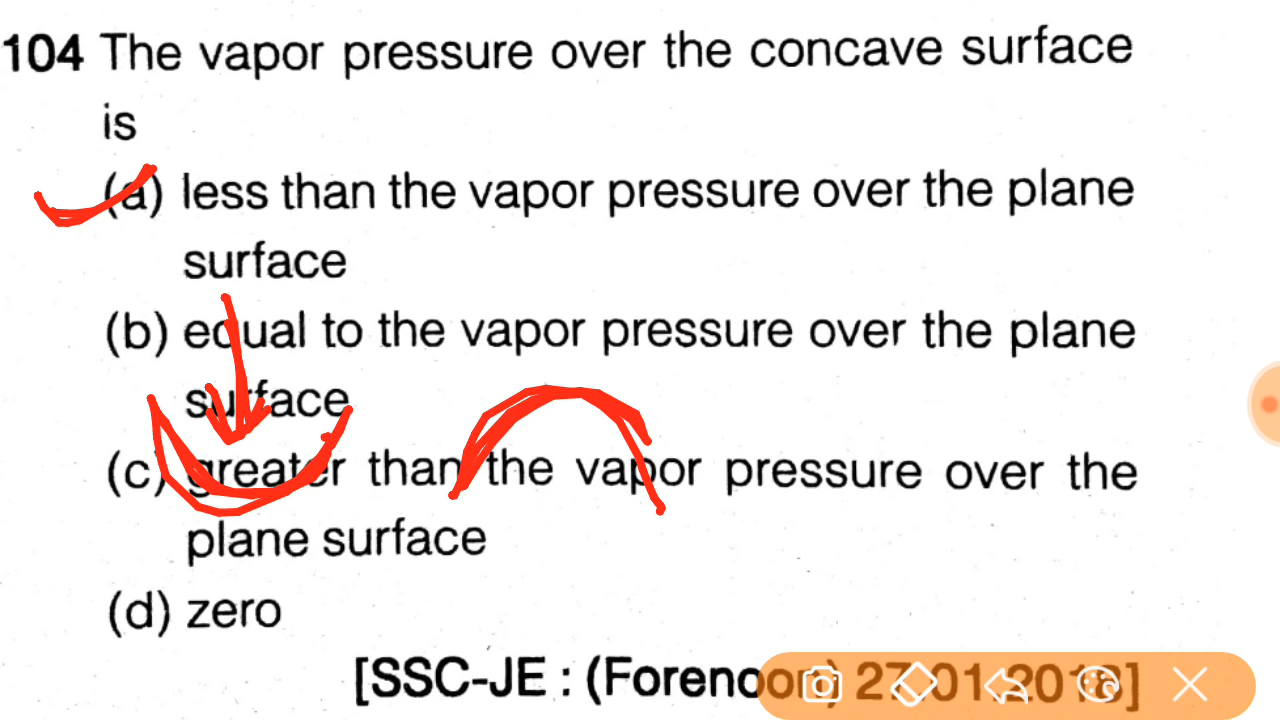 104 The vapor pressure over the concave surface
is
(a) less than the vapor pressure over the plane
surface
(b) equal to the vapor pressure over the plane
surface
(c) greater than the vapor pressure over the
plane surface
(d) zero
[SSC-JE : (Forenoon) 27.01.2018]